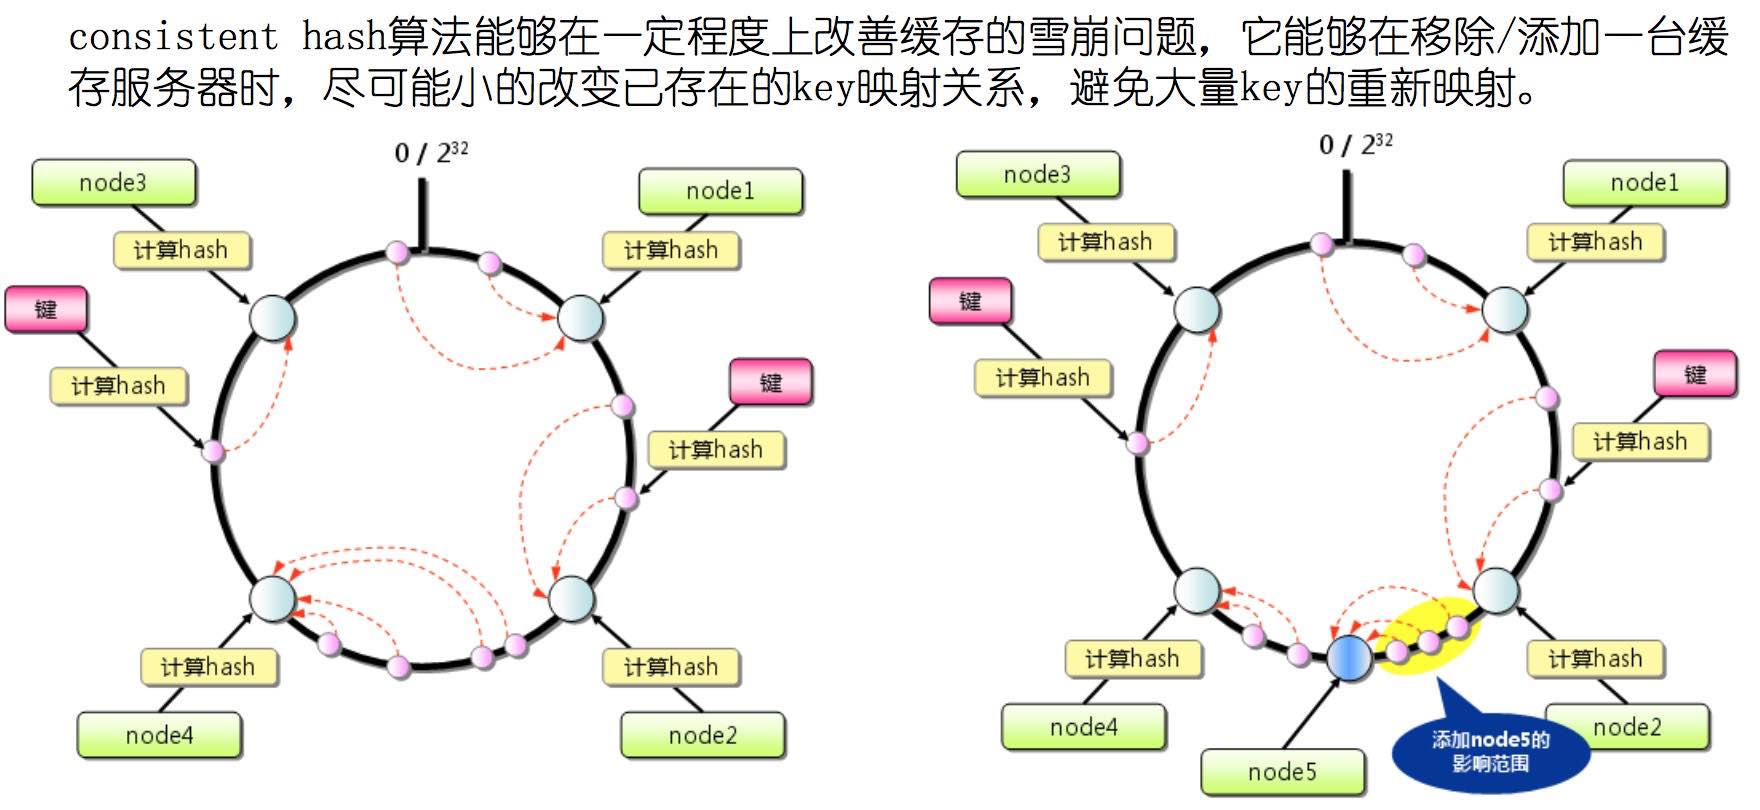 consistent hash算法能够在一定程度上改善缓存的雪崩问题，它能够在移除/添加一台缓
存服务器时，尽可能小的改变已存在的key映射关系，避免大量key的重新映射。
0 / 2³²
node3
node1
计算hash
计算hash
键
键
计算hash
计算hash
计算hash
计算hash
node4
node2
0 / 2³²
node3
node1
计算hash
计算hash
键
键
计算hash
计算hash
计算hash
计算hash
node4
node2
添加node5的
影响范围
node5